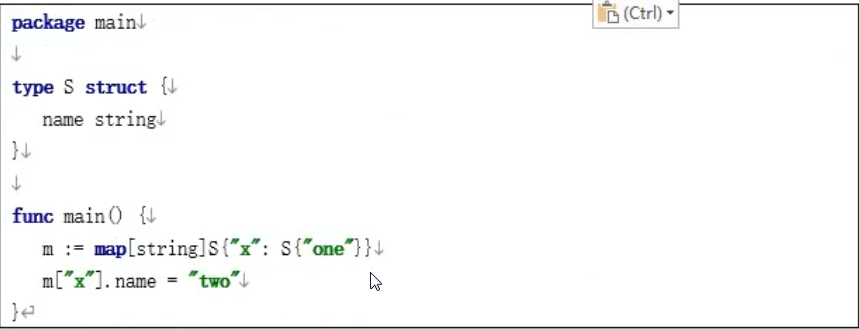 (Ctrl)
package main↓
↓
type S struct {↓
name string↓
}↓
↓
func main() {↓
m := map[string]S{"x": S{"one"}}↓
m["x"].name = "two"↓
}↵